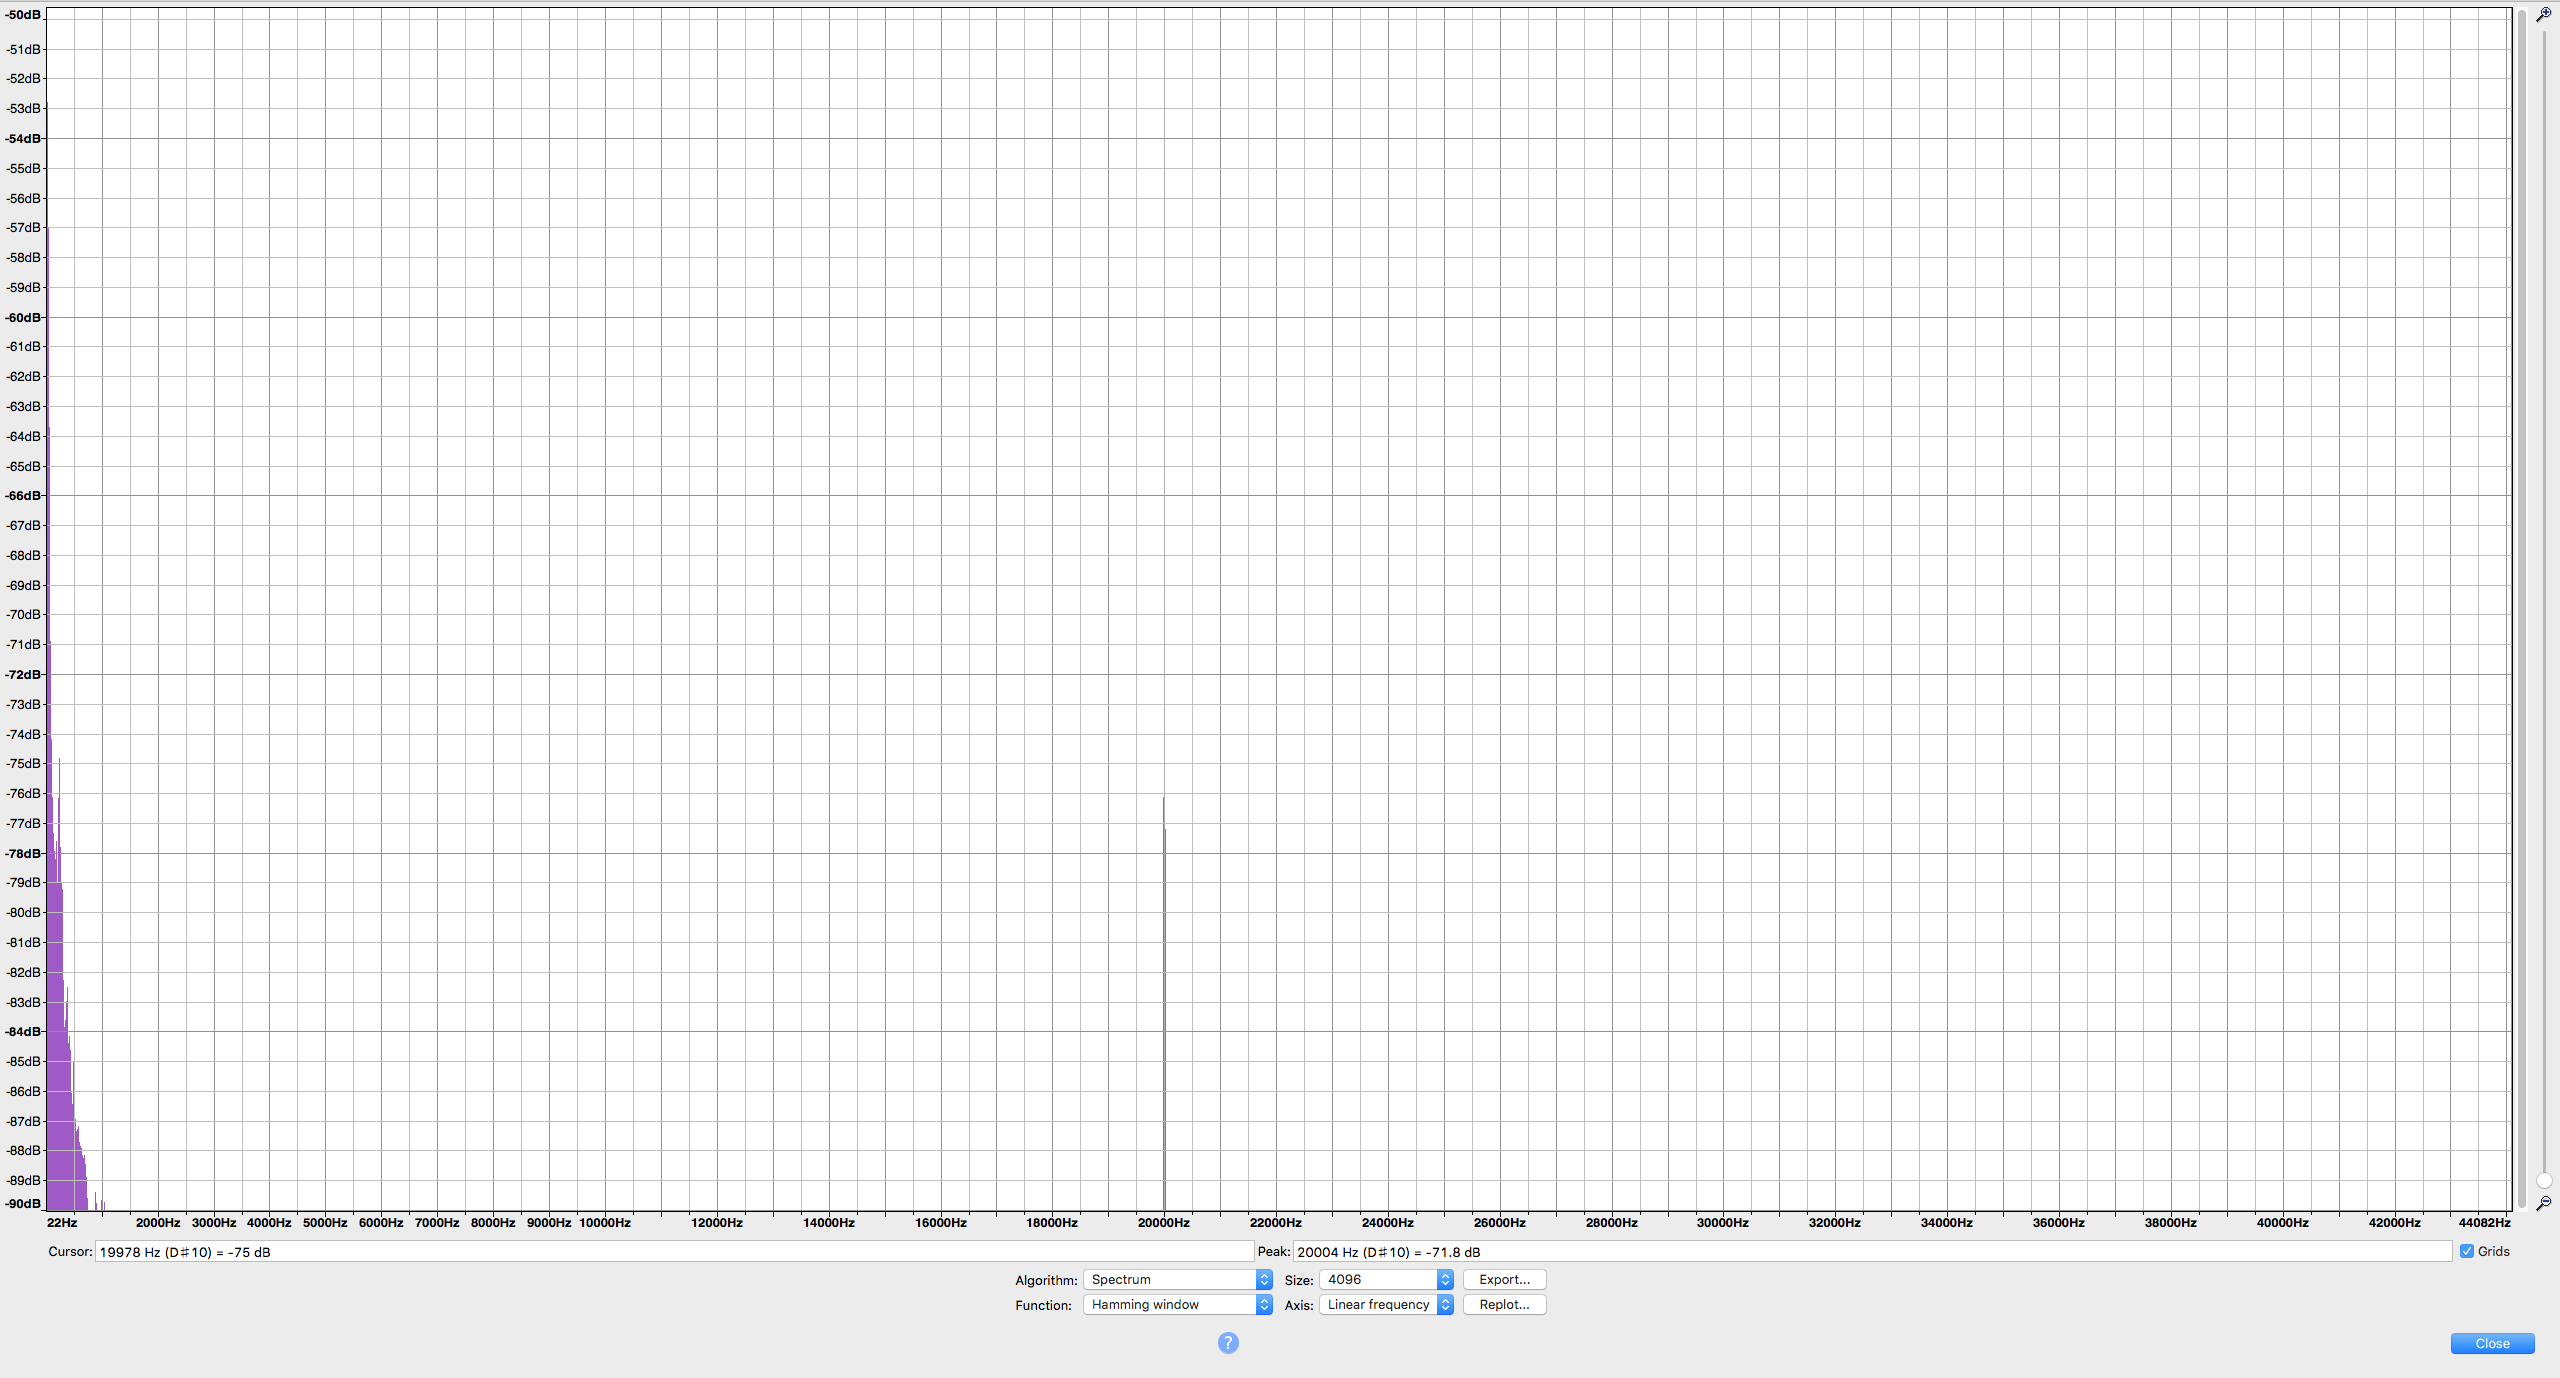 -50dB
-51dB
-52dB
-53dB
-54dB
-55dB
-56dB
-57dB
-58dB
-59dB
-60dB
-61dB
-62dB
-63dB
-64dB
-65dB
-66dB
-67dB
-68dB
-69dB
-70dB
-71dB
-72dB
-73dB
-74dB
-75dB
-76dB
-77dB
-78dB
-79dB
-80dB
-81dB
-82dB
-83dB
-84dB
-85dB
-86dB
-87dB
-88dB
-89dB
-90dB
22Hz 2000Hz 3000Hz 4000Hz 5000Hz 6000Hz 7000Hz 8000Hz 9000Hz 10000Hz 12000Hz 14000Hz 16000Hz 18000Hz 20000Hz 22000Hz 24000Hz 26000Hz 28000Hz 30000Hz 32000Hz 34000Hz 36000Hz 38000Hz 40000Hz 42000Hz 44082Hz
Cursor: 19978 Hz (D♯10) = -75 dB Peak: 20004 Hz (D♯10) = -71.8 dB Grids
Algorithm: Spectrum Size: 4096 Export...
Function: Hamming window Axis: Linear frequency Replot...
? Close